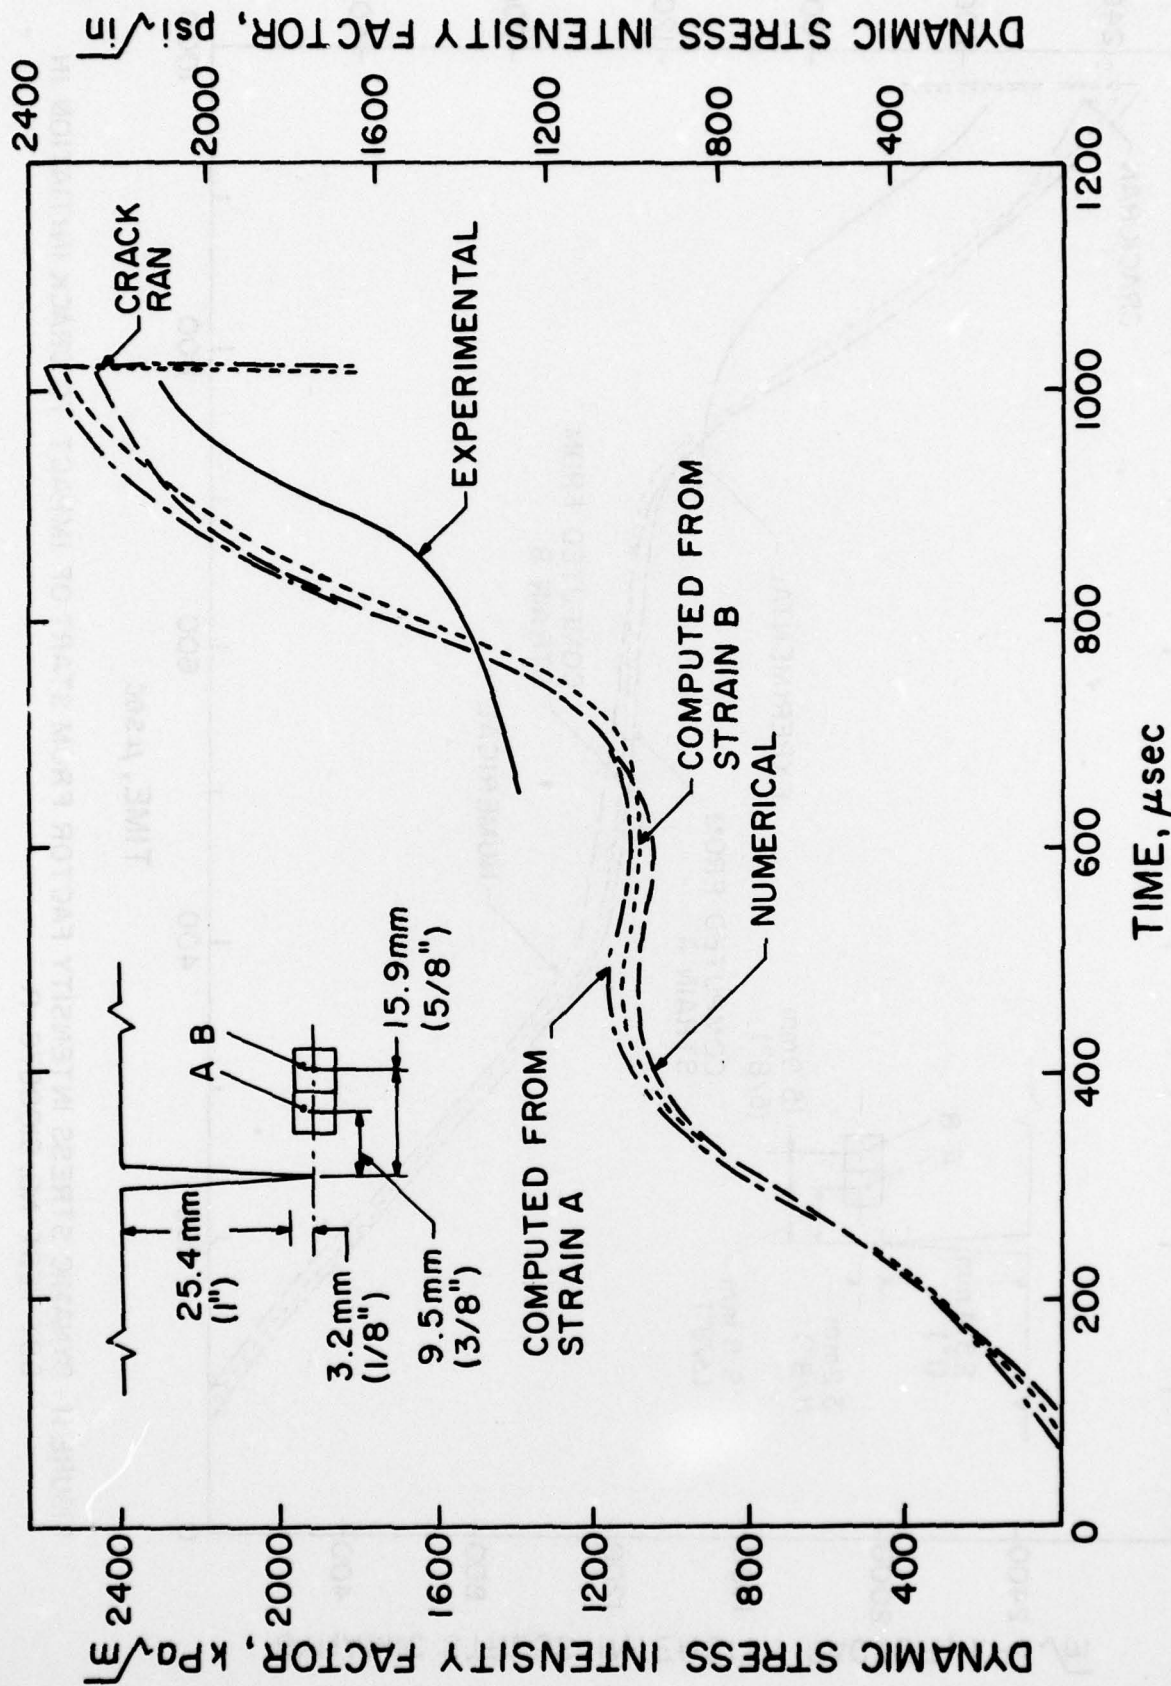 DYNAMIC STRESS INTENSITY FACTOR, kPa√m
2400
2000
1600
1200
800
400
0
200
400
600
800
1000
1200
TIME, μsec
DYNAMIC STRESS INTENSITY FACTOR, psi√in
2400
2000
1600
1200
800
400
25.4mm
(1")
3.2mm
(1/8")
9.5mm
(3/8")
A
B
15.9mm
(5/8")
COMPUTED FROM
STRAIN A
NUMERICAL
COMPUTED FROM
STRAIN B
EXPERIMENTAL
CRACK
RAN